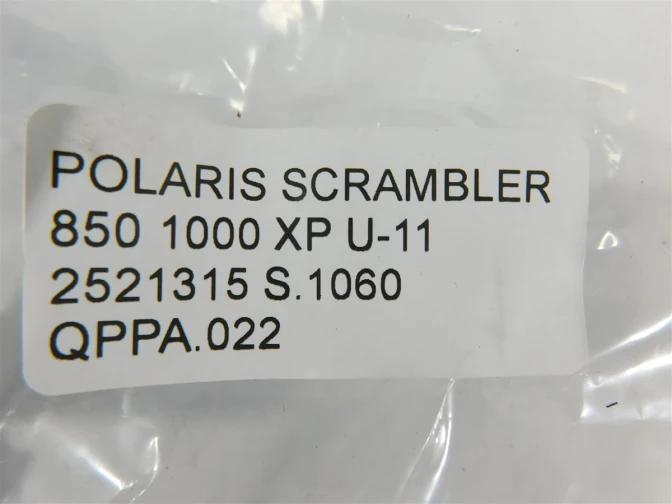 POLARIS SCRAMBLER
850 1000 XP U-11
2521315 S.1060
QPPA.022